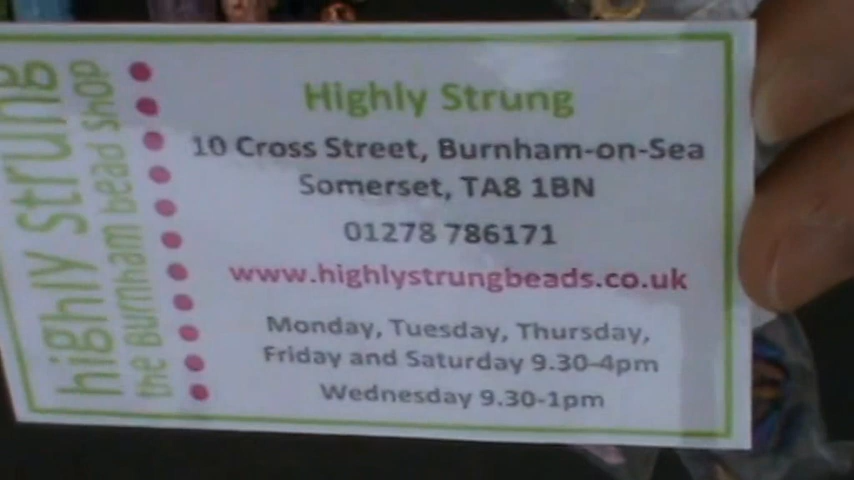 highly strung
the Burnham bead shop
Highly Strung
10 Cross Street, Burnham-on-Sea
Somerset, TA8 1BN
01278 786171
www.highlystrungbeads.co.uk
Monday, Tuesday, Thursday,
Friday and Saturday 9.30-4pm
Wednesday 9.30-1pm